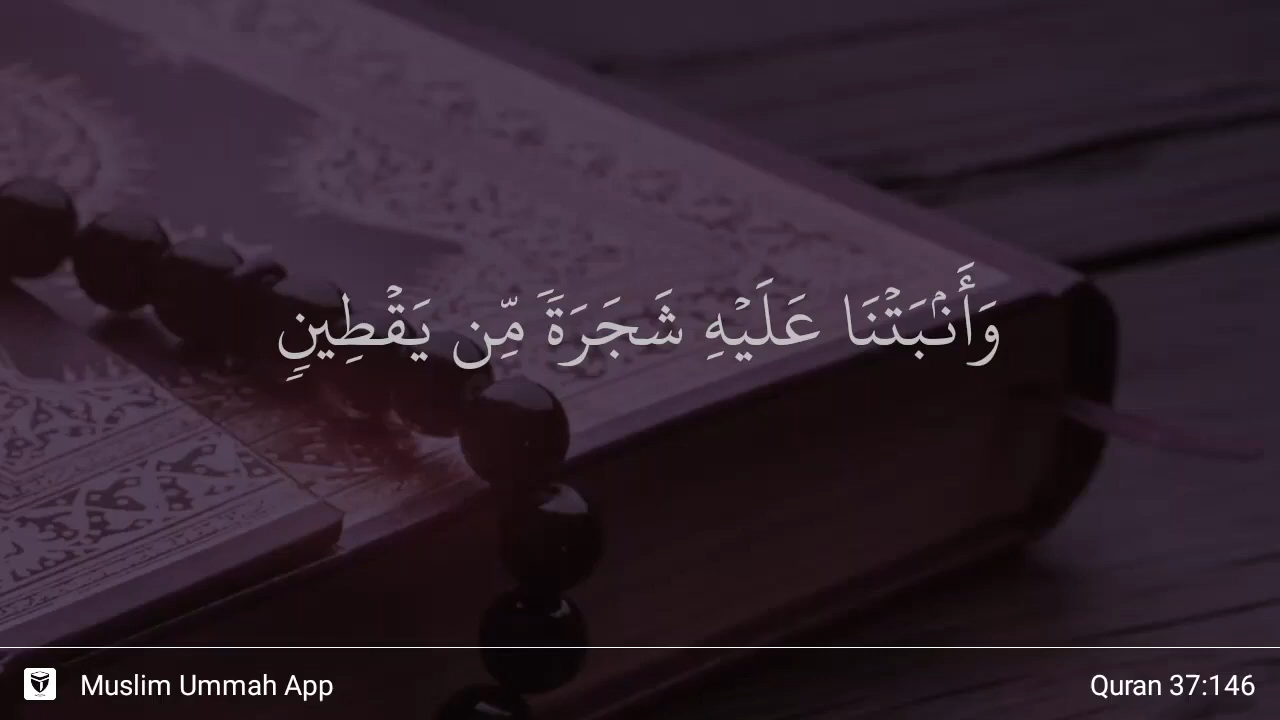 وَأَنۢبَتۡنَا عَلَيۡهِ شَجَرَةٗ مِّن يَقۡطِينٖ
Muslim Ummah App
Quran 37:146